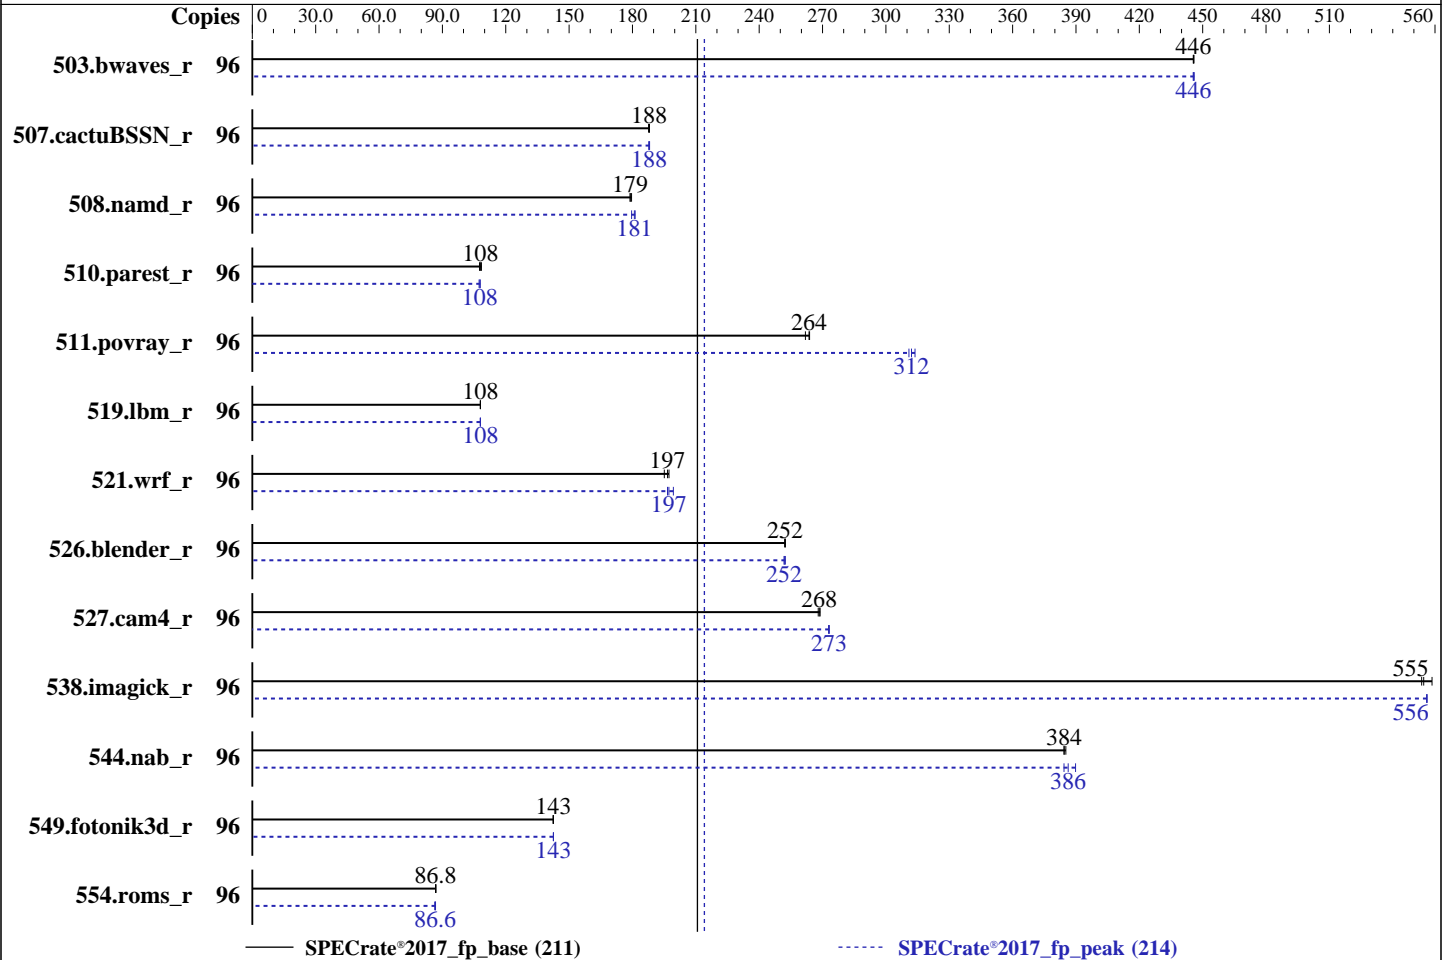 Copies 0 30.0 60.0 90.0 120 150 180 210 240 270 300 330 360 390 420 450 480 510 560
503.bwaves_r 96 446
446
507.cactuBSSN_r 96 188
188
508.namd_r 96 179
181
510.parest_r 96 108
108
511.povray_r 96 264
312
519.lbm_r 96 108
108
521.wrf_r 96 197
197
526.blender_r 96 252
252
527.cam4_r 96 268
273
538.imagick_r 96 555
556
544.nab_r 96 384
386
549.fotonik3d_r 96 143
143
554.roms_r 96 86.8
86.6
SPECrate®2017_fp_base (211) SPECrate®2017_fp_peak (214)